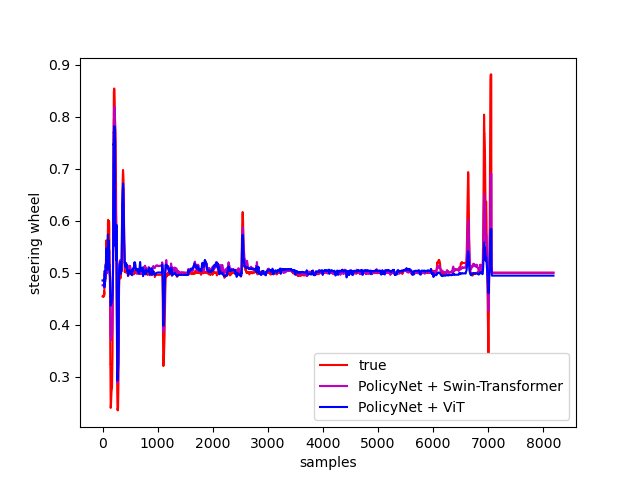 0.9
0.8
0.7
0.6
0.5
0.4
0.3
steering wheel
true
PolicyNet + Swin-Transformer
PolicyNet + ViT
0 1000 2000 3000 4000 5000 6000 7000 8000
samples